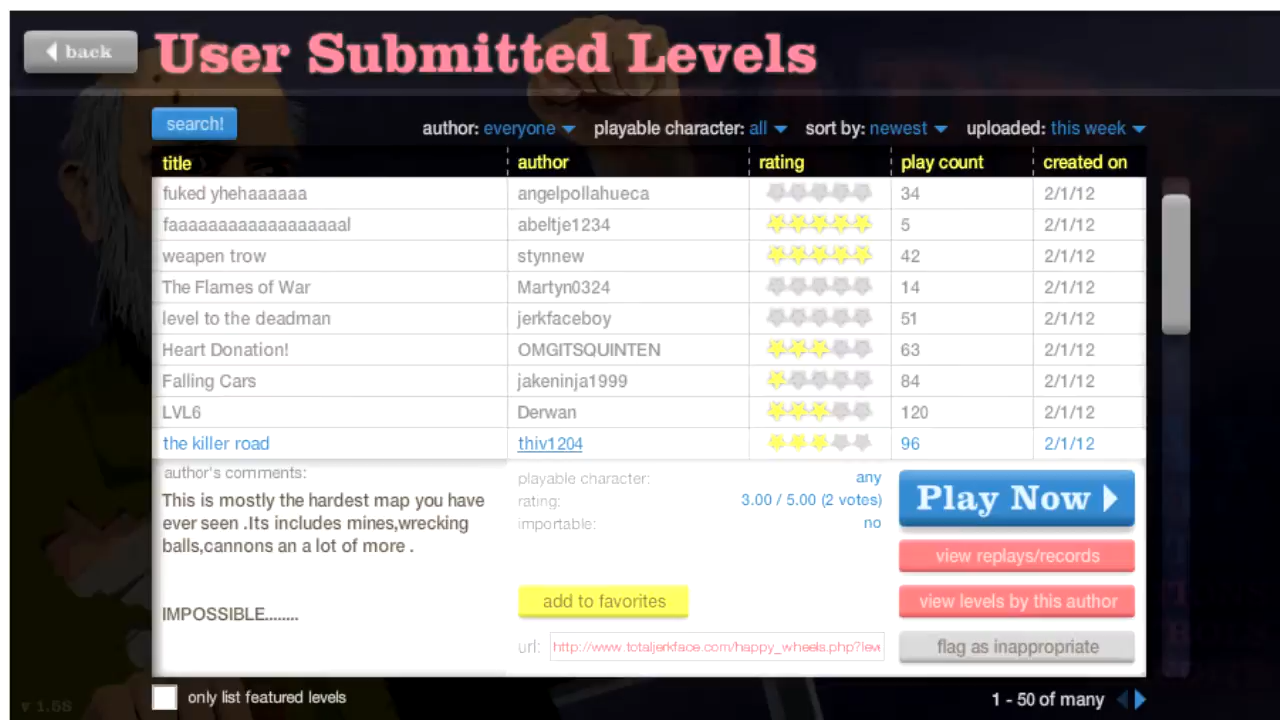 back
User Submitted Levels
search!
author: everyone playable character: all sort by: newest uploaded: this week
title author rating play count created on
fuked yhehaaaaaa angelpollahueca 34 2/1/12
faaaaaaaaaaaaaaaaaal abeltje1234 5 2/1/12
weapen trow stynnew 42 2/1/12
The Flames of War Martyn0324 14 2/1/12
level to the deadman jerkfaceboy 51 2/1/12
Heart Donation! OMGITSQUINTEN 63 2/1/12
Falling Cars jakeninja1999 84 2/1/12
LVL6 Derwan 120 2/1/12
the killer road thiv1204 96 2/1/12
author's comments:
This is mostly the hardest map you have
ever seen .Its includes mines,wrecking
balls,cannons an a lot of more .
IMPOSSIBLE........
playable character: any
rating: 3.00 / 5.00 (2 votes)
importable: no
add to favorites
url: http://www.totaljerkface.com/happy_wheels.php?leve
Play Now
view replays/records
view levels by this author
flag as inappropriate
only list featured levels
1 - 50 of many
v 1.58